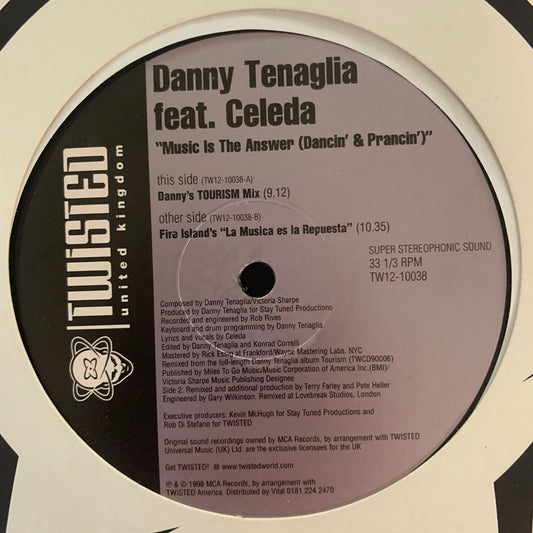 Danny Tenaglia
feat. Celeda
"Music Is The Answer (Dancin' & Prancin')"
this side (TW12-10038-A)
Danny's TOURISM Mix (9.12)
other side (TW12-10038-B)
Fire Island's "La Musica es la Repuesta" (10.35)
SUPER STEREOPHONIC SOUND
33 1/3 RPM
TW12-10038
TWISTED
united kingdom
Composed by Danny Tenaglia/Victoria Sharpe
Produced by Danny Tenaglia for Stay Tuned Productions
Recorded and engineered by Rob Rives
Keyboard and drum programming by Danny Tenaglia
Lyrics and vocals by Celeda
Edited by Danny Tenaglia and Konrad Correlli
Mastered by Rick Essig at Frankford/Wayne Mastering Labs. NYC
Remixed from the full-length Danny Tenaglia album Tourism (TWCD90006)
Published by Miles To Go Music/Music Corporation of America Inc.(BMI)/
Victoria Sharpe Music Publishing Designee
Side 2: Remixed and additional production by Terry Farley and Pete Heller
Engineered by Gary Wilkinson. Remixed at Lovebreak Studios, London
Executive producers: Kevin McHugh for Stay Tuned Productions and
Rob Di Stefano for TWISTED
Original sound recordings owned by MCA Records, by arrangement with TWISTED
Universal Music (UK) Ltd. are the exclusive licensees for the UK
Get TWISTED! @ www.twistedworld.com
℗ & © 1998 MCA Records, by arrangement with
TWISTED America. Distributed by Vital 0181 224 2470